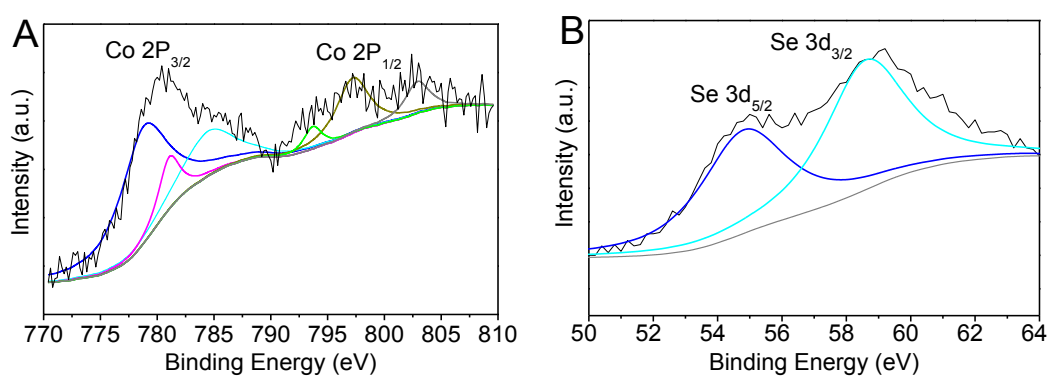 A
Co 2P3/2
Co 2P1/2
Intensity (a.u.)
770 775 780 785 790 795 800 805 810
Binding Energy (eV)
B
Se 3d3/2
Se 3d5/2
Intensity (a.u.)
50 52 54 56 58 60 62 64
Binding Energy (eV)